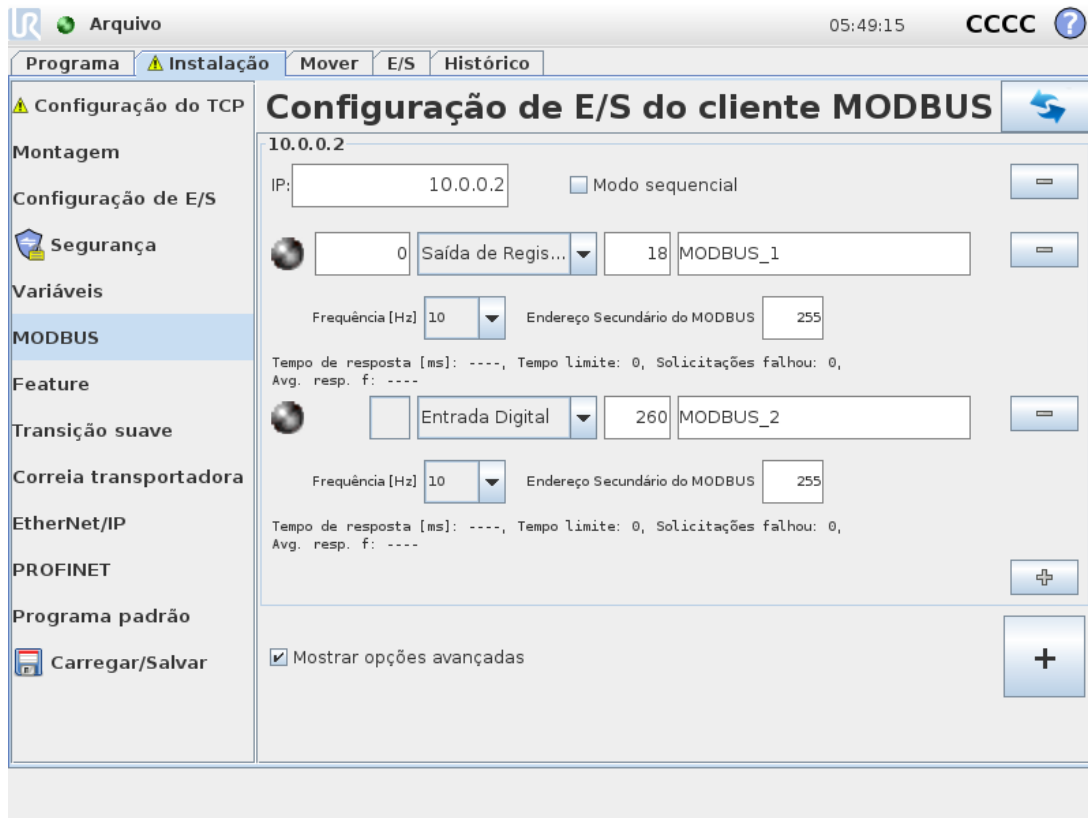 UR Arquivo 05:49:15 CCCC ?
Programa Instalação Mover E/S Histórico
Configuração do TCP
Montagem
Configuração de E/S
Segurança
Variáveis
MODBUS
Feature
Transição suave
Correia transportadora
EtherNet/IP
PROFINET
Programa padrão
Carregar/Salvar
Configuração de E/S do cliente MODBUS
10.0.0.2
IP: 10.0.0.2 Modo sequencial
0 Saída de Regis... 18 MODBUS_1
Frequência [Hz] 10 Endereço Secundário do MODBUS 255
Tempo de resposta [ms]: ----, Tempo limite: 0, Solicitações falhou: 0,
Avg. resp. f: ----
Entrada Digital 260 MODBUS_2
Frequência [Hz] 10 Endereço Secundário do MODBUS 255
Tempo de resposta [ms]: ----, Tempo limite: 0, Solicitações falhou: 0,
Avg. resp. f: ----
Mostrar opções avançadas